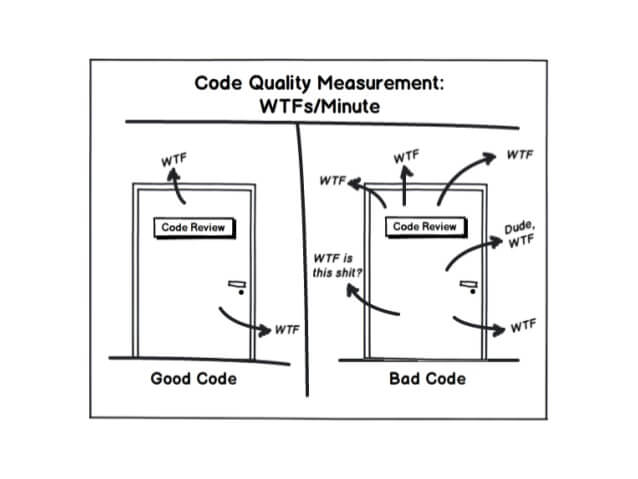 Code Quality Measurement:
WTFs/Minute
WTF
Code Review
WTF
Good Code
WTF
WTF
WTF
Code Review
Dude,
WTF
WTF is
this shit?
WTF
Bad Code